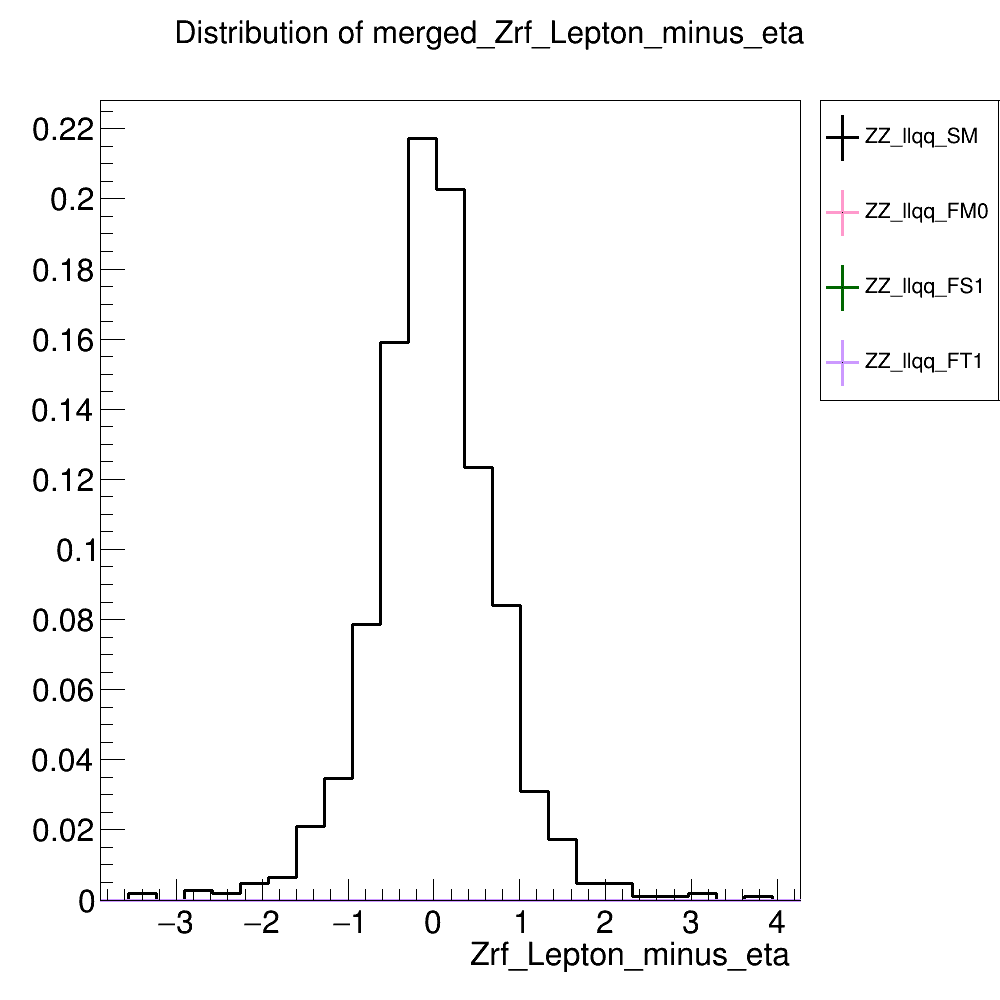 Distribution of merged_Zrf_Lepton_minus_eta
0.22
0.2
0.18
0.16
0.14
0.12
0.1
0.08
0.06
0.04
0.02
0
−3 −2 −1 0 1 2 3 4
Zrf_Lepton_minus_eta
ZZ_llqq_SM
ZZ_llqq_FM0
ZZ_llqq_FS1
ZZ_llqq_FT1